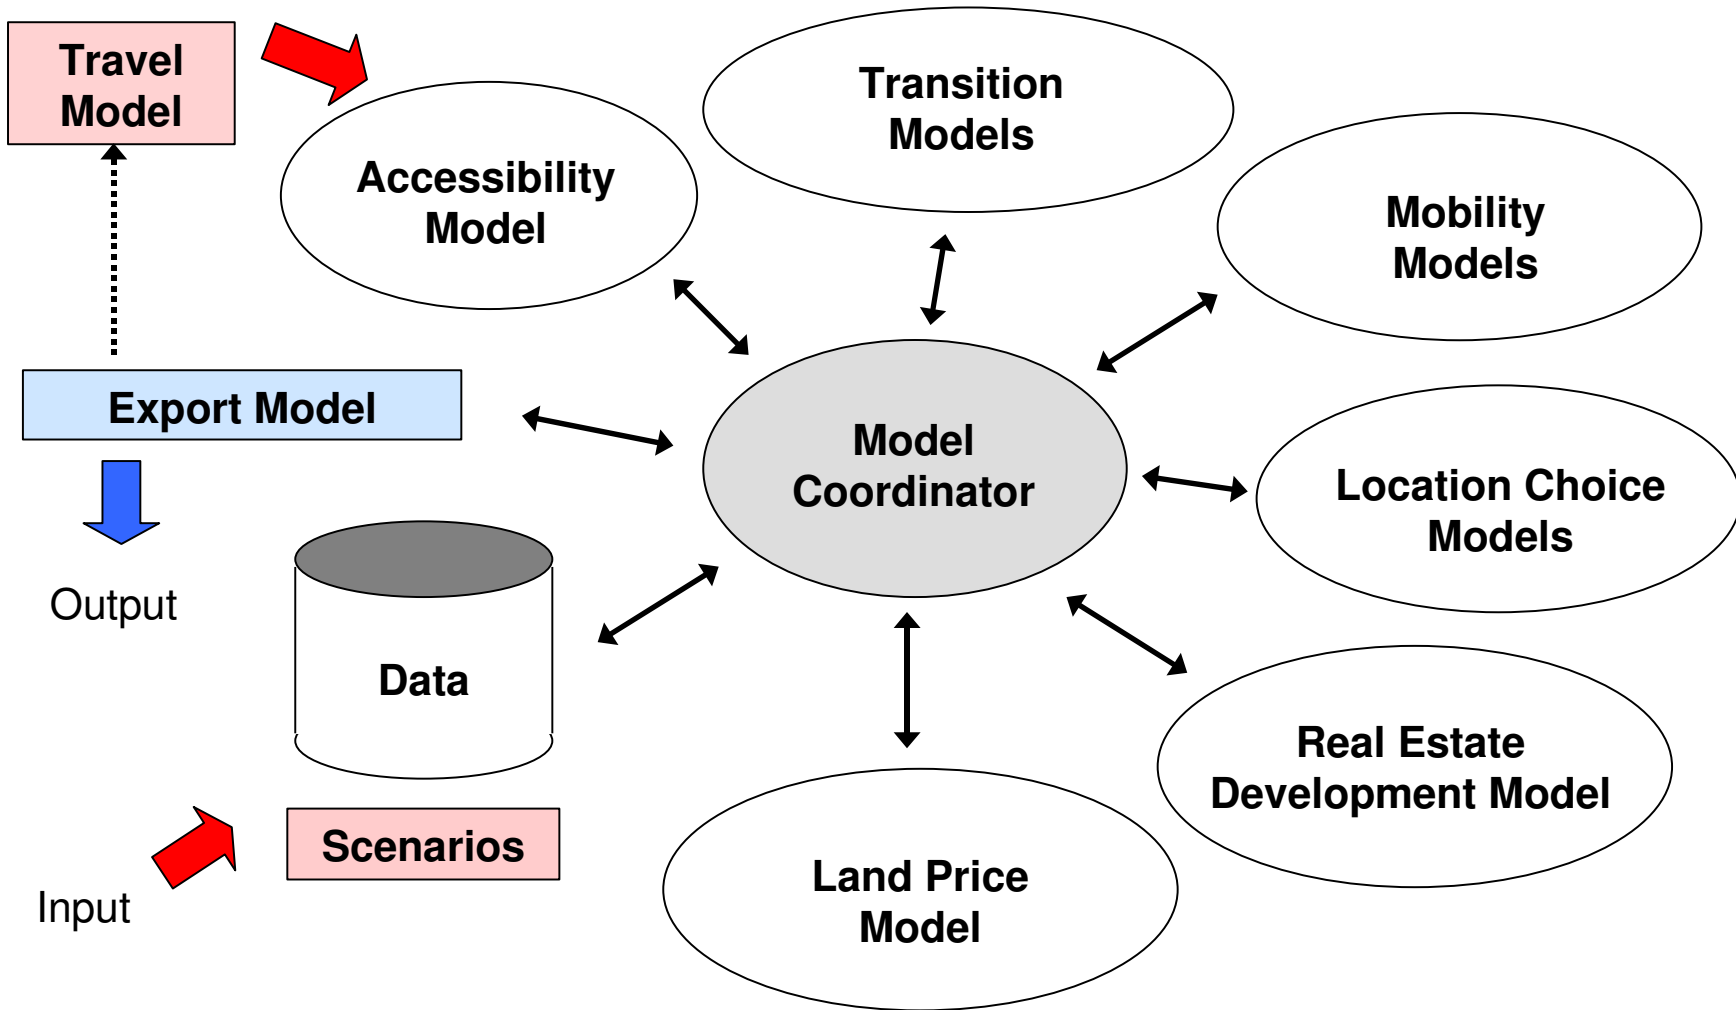 Travel
Model
Transition
Models
Accessibility
Model
Mobility
Models
Export Model
Model
Coordinator
Location Choice
Models
Output
Data
Real Estate
Development Model
Scenarios
Land Price
Model
Input